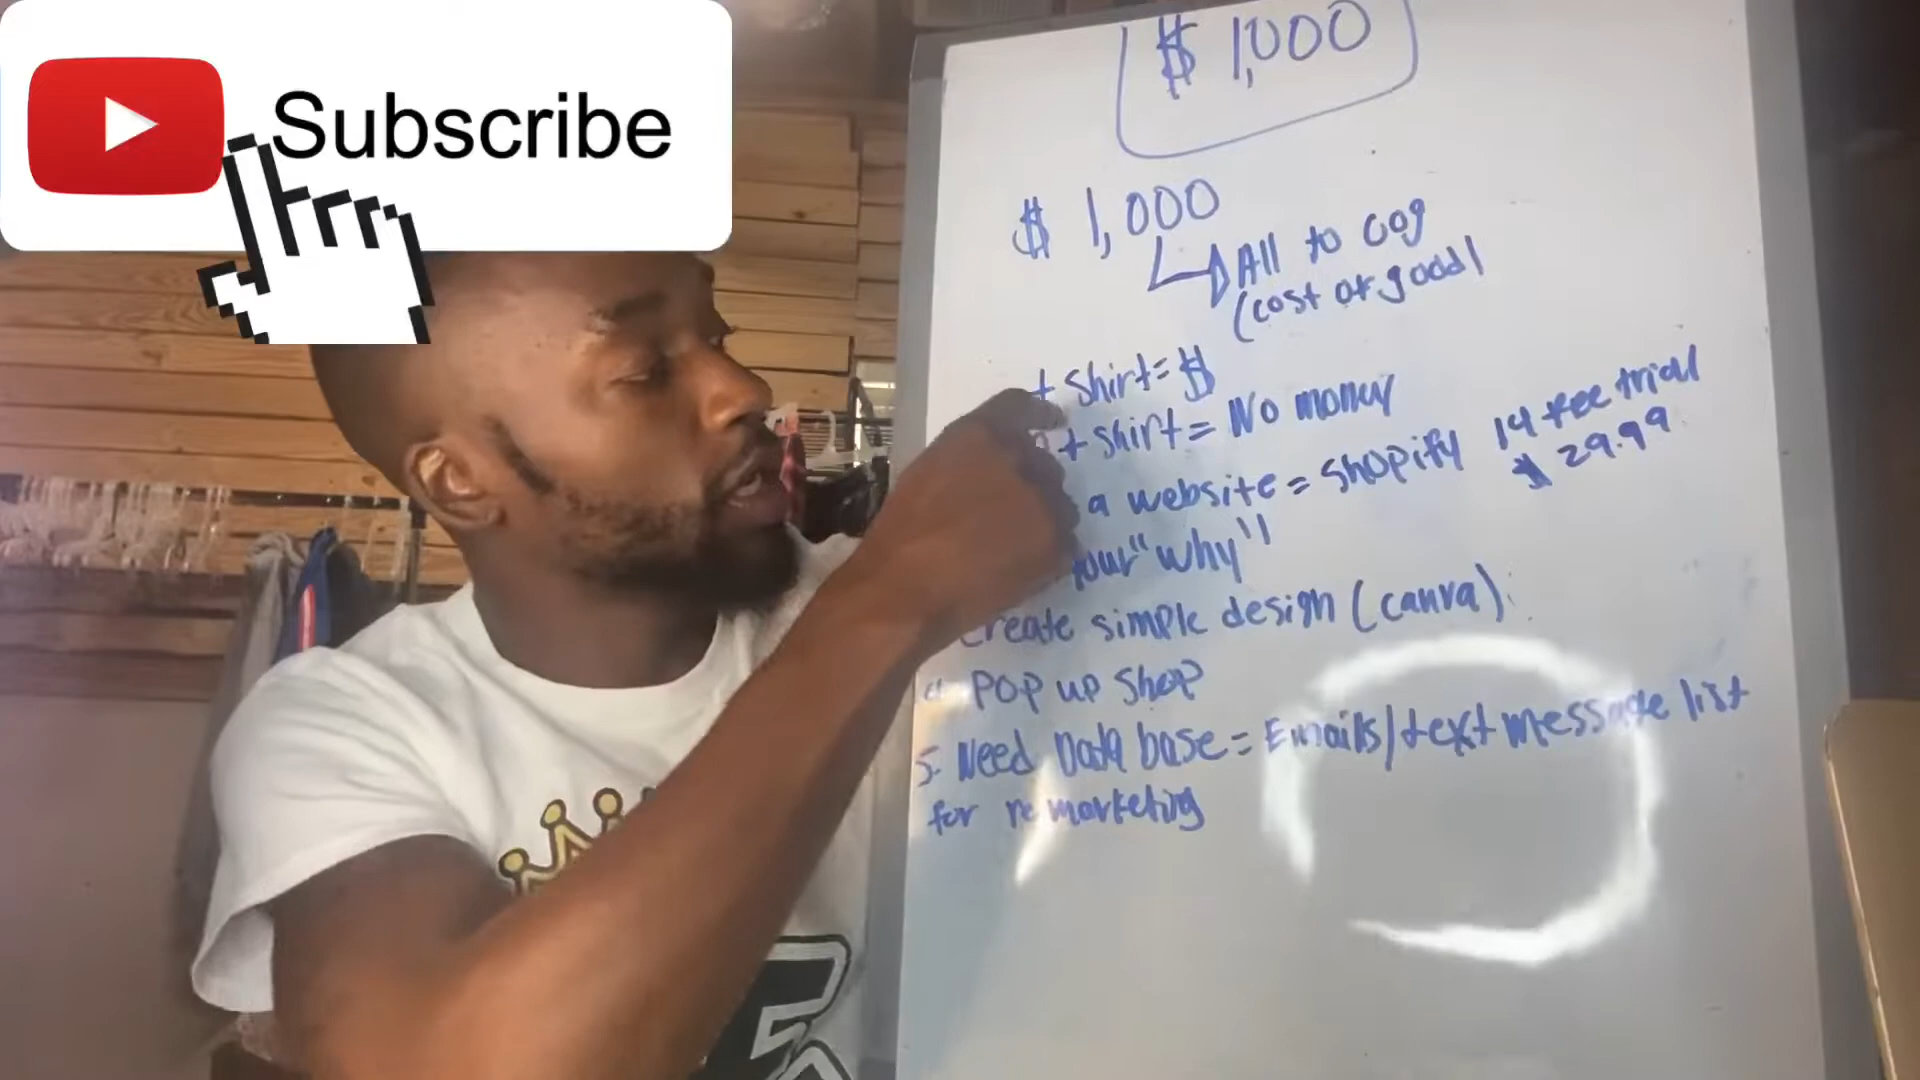 Subscribe
$ 1,000
$ 1,000
All to cog
(cost of good)
t shirt = $
t shirt = No money
a website = shopify 14 fee trial
$ 29.99
your "why"
create simple design (canva)
4. Pop up shop
5. Need Data base = Emails/text message list
for re marketing